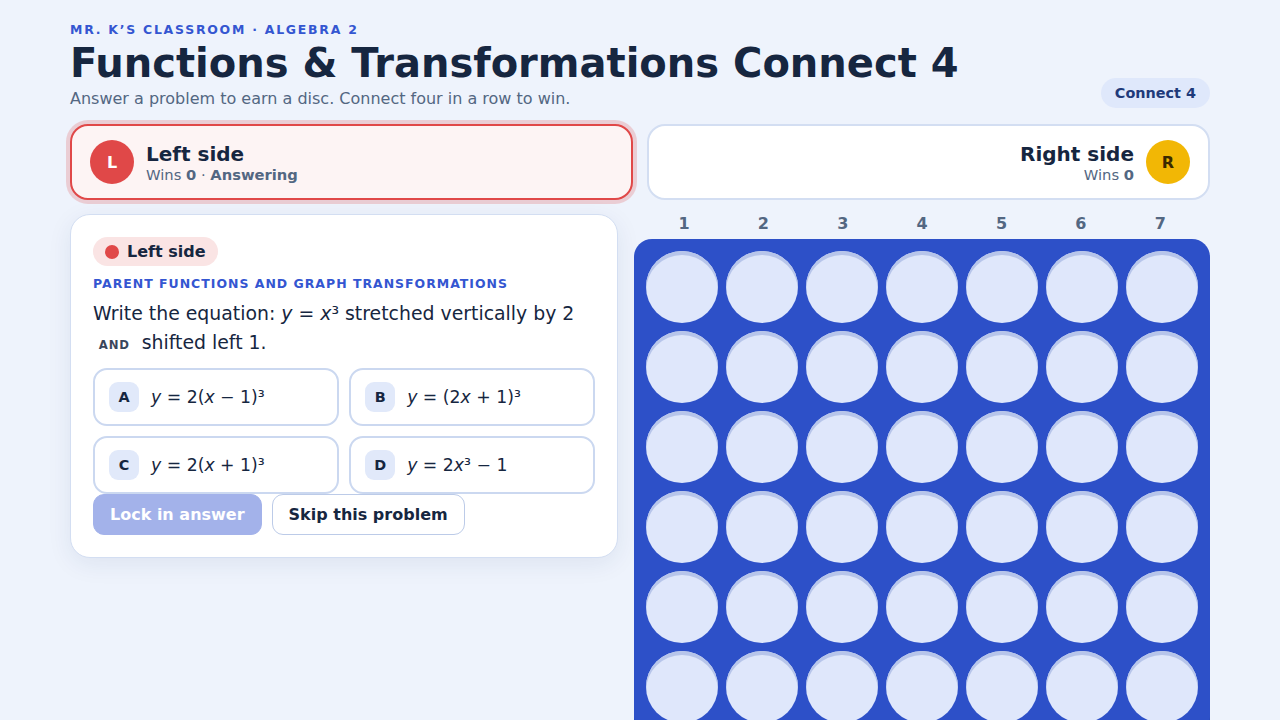 MR. K’S CLASSROOM · ALGEBRA 2
Functions & Transformations Connect 4
Answer a problem to earn a disc. Connect four in a row to win.
Connect 4
L
Left side
Wins 0 · Answering
Right side
Wins 0
R
Left side
PARENT FUNCTIONS AND GRAPH TRANSFORMATIONS
Write the equation: y = x³ stretched vertically by 2
AND shifted left 1.
A y = 2(x − 1)³
B y = (2x + 1)³
C y = 2(x + 1)³
D y = 2x³ − 1
Lock in answer
Skip this problem
1 2 3 4 5 6 7